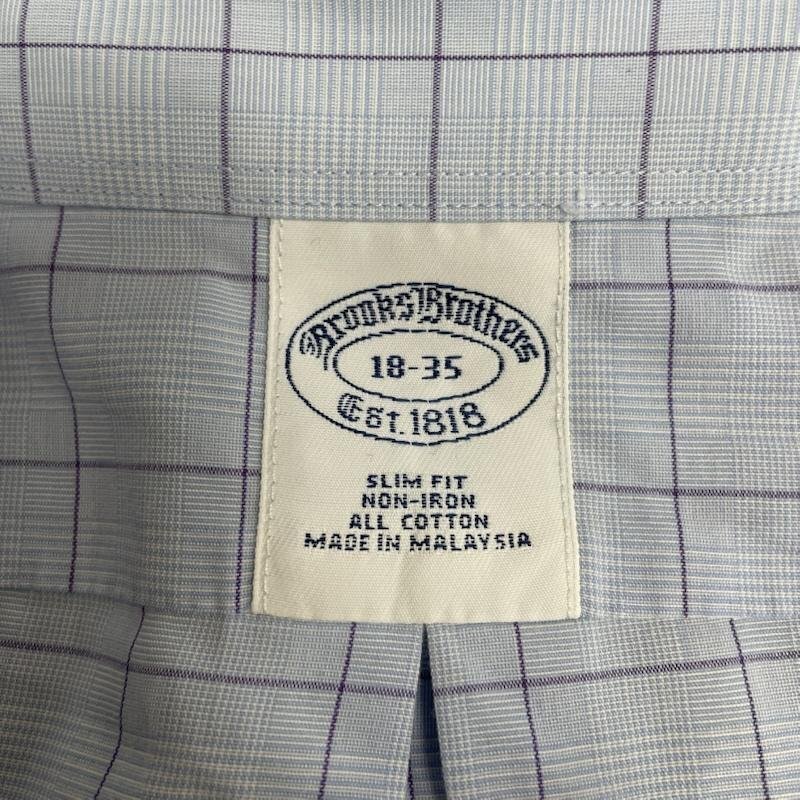 Brooks Brothers
18-35
Est. 1818
SLIM FIT
NON-IRON
ALL COTTON
MADE IN MALAYSIA